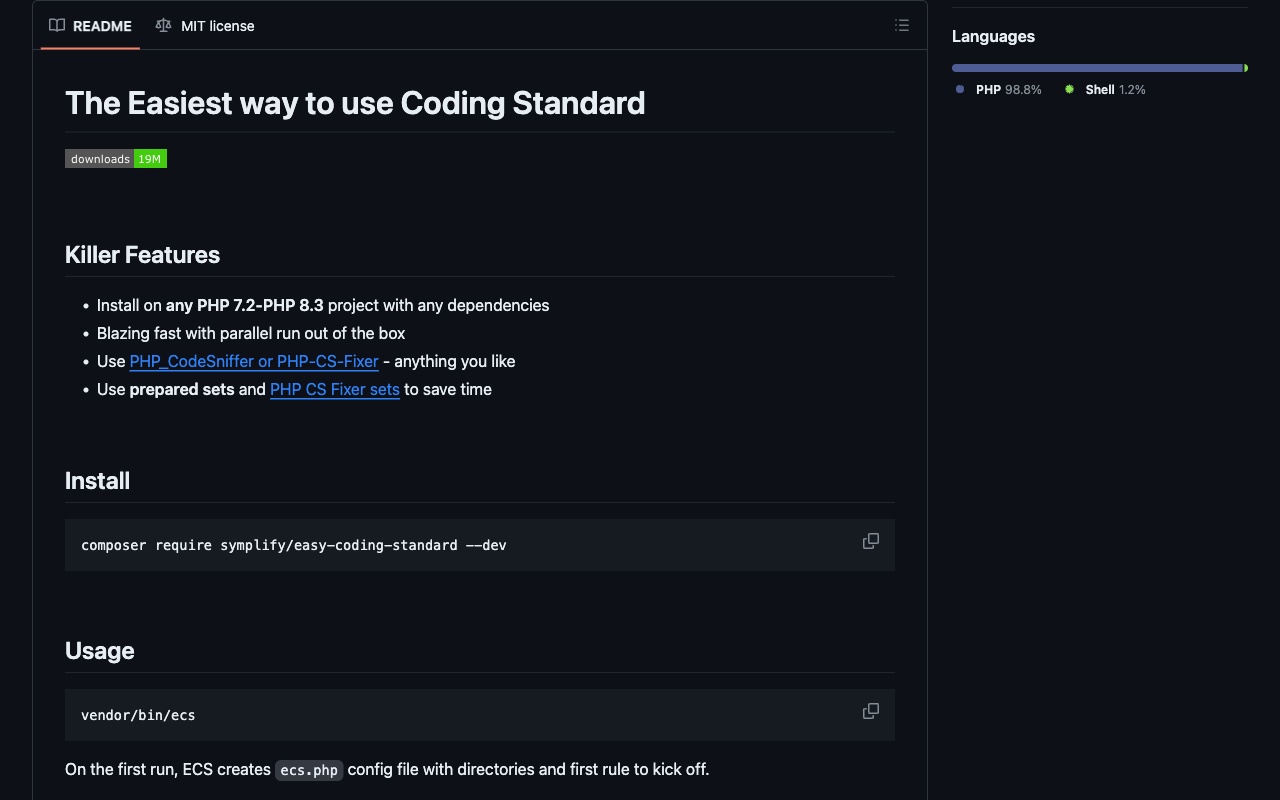 README
MIT license
The Easiest way to use Coding Standard
downloads 19M
Killer Features
• Install on any PHP 7.2-PHP 8.3 project with any dependencies
• Blazing fast with parallel run out of the box
• Use PHP_CodeSniffer or PHP-CS-Fixer - anything you like
• Use prepared sets and PHP CS Fixer sets to save time
Install
composer require symplify/easy-coding-standard --dev
Usage
vendor/bin/ecs
On the first run, ECS creates ecs.php config file with directories and first rule to kick off.
Languages
PHP 98.8%
Shell 1.2%